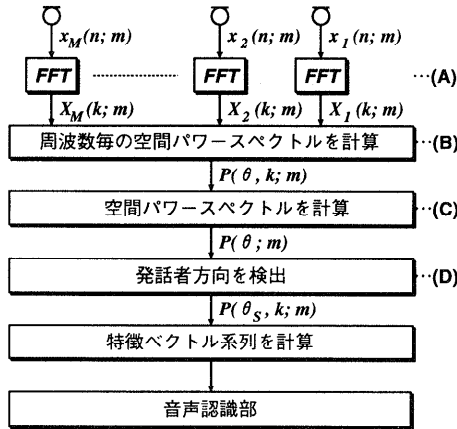 x_M(n; m) x_2(n; m) x_1(n; m)
FFT FFT FFT ···(A)
X_M(k; m) X_2(k; m) X_1(k; m)
周波数毎の空間パワースペクトルを計算 ···(B)
P(θ, k; m)
空間パワースペクトルを計算 ···(C)
P(θ; m)
発話者方向を検出 ···(D)
P(θ_S, k; m)
特徴ベクトル系列を計算
音声認識部